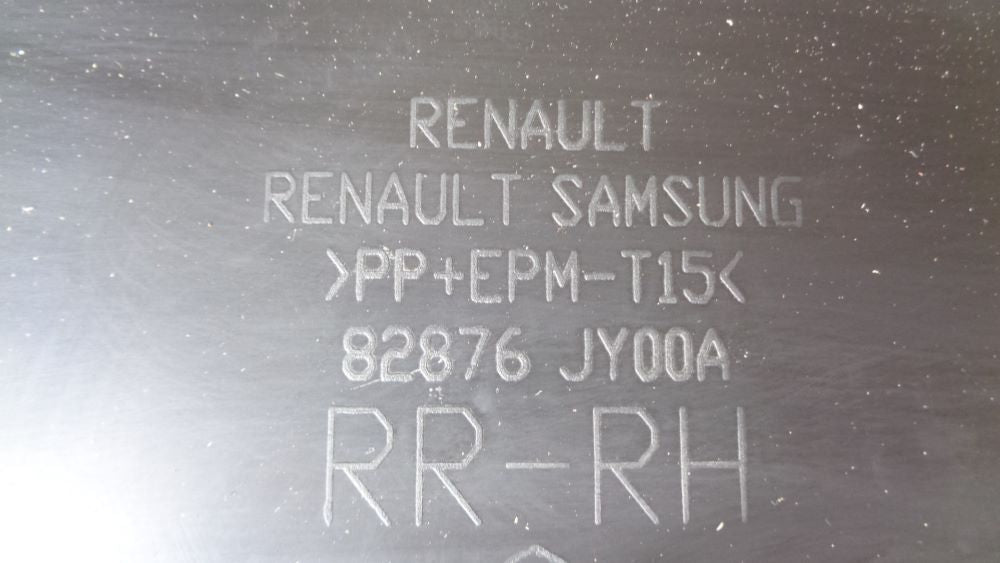 RENAULT
RENAULT SAMSUNG
>PP+EPM-T15<
82876 JY00A
RR-RH